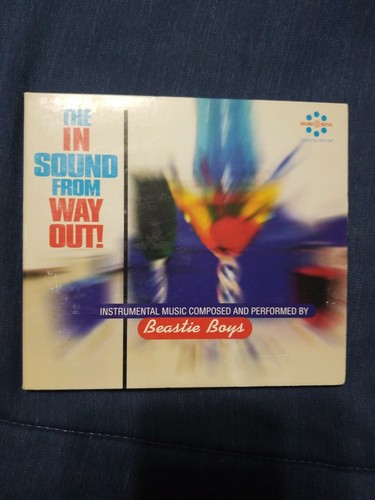 THE
IN
SOUND
FROM
WAY
OUT!
INSTRUMENTAL MUSIC COMPOSED AND PERFORMED BY
Beastie Boys